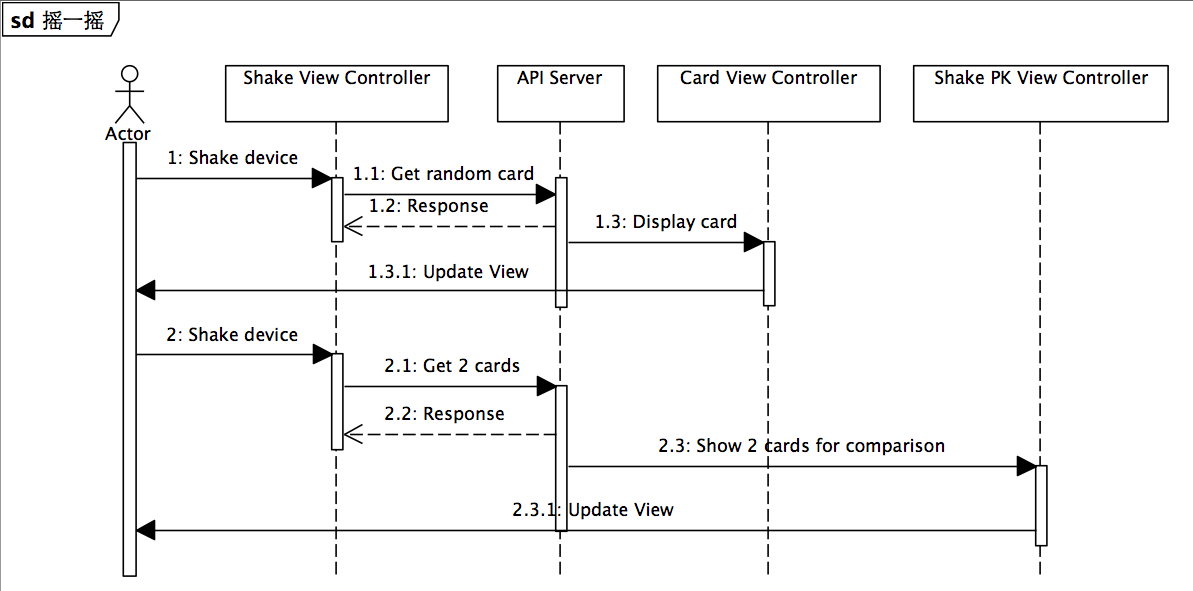 sd 摇一摇
Shake View Controller
API Server
Card View Controller
Shake PK View Controller
Actor
1: Shake device
1.1: Get random card
1.2: Response
1.3: Display card
1.3.1: Update View
2: Shake device
2.1: Get 2 cards
2.2: Response
2.3: Show 2 cards for comparison
2.3.1: Update View